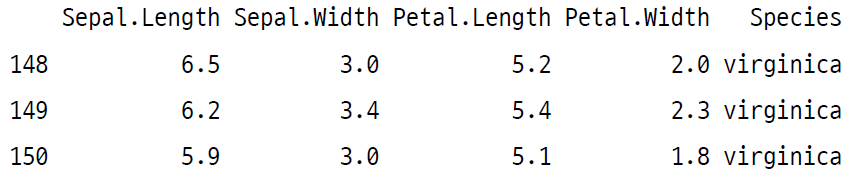 Sepal.Length Sepal.Width Petal.Length Petal.Width Species
148 6.5 3.0 5.2 2.0 virginica
149 6.2 3.4 5.4 2.3 virginica
150 5.9 3.0 5.1 1.8 virginica